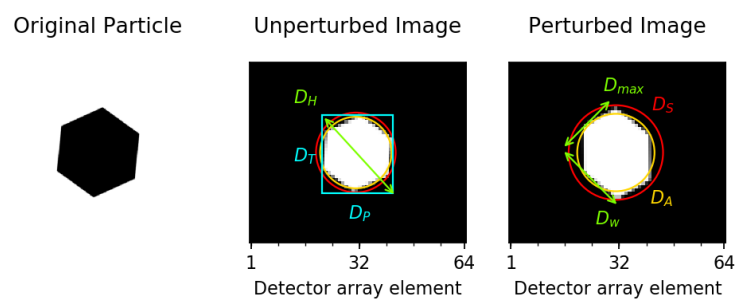 Original Particle
Unperturbed Image
Perturbed Image
D_H
D_T
D_P
D_max
D_S
D_A
D_w
1 32 64
Detector array element
1 32 64
Detector array element